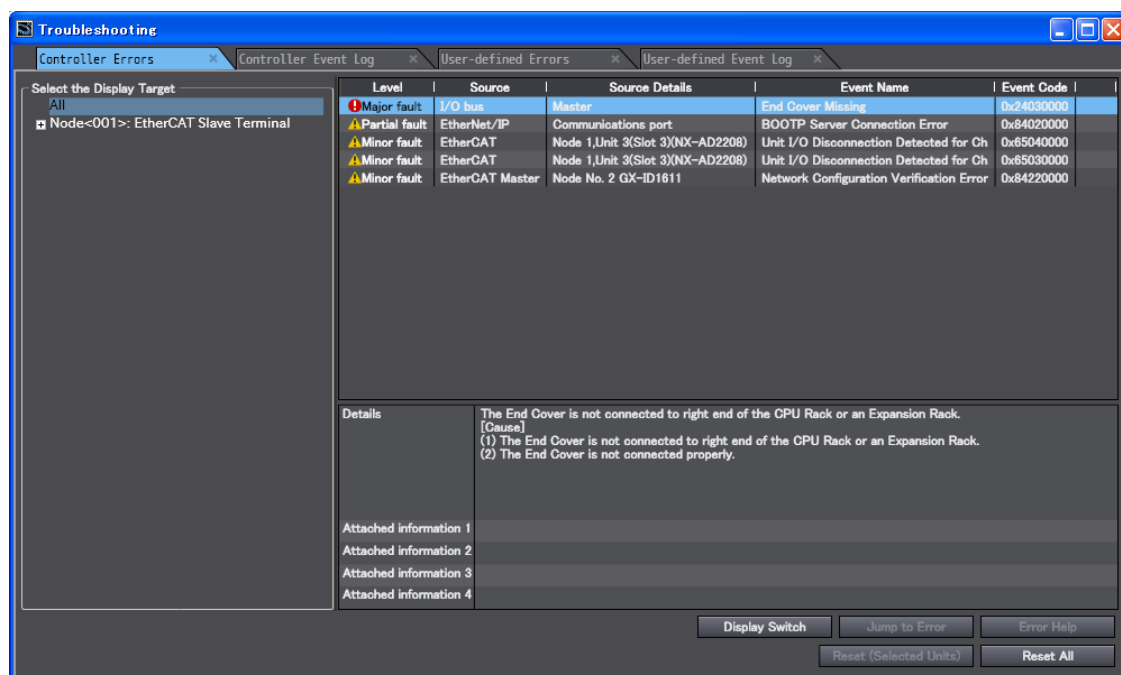 Troubleshooting
Controller Errors × Controller Event Log × User-defined Errors × User-defined Event Log ×
Select the Display Target
All
Node<001>: EtherCAT Slave Terminal
Level Source Source Details Event Name Event Code
Major fault I/O bus Master End Cover Missing 0x24030000
Partial fault EtherNet/IP Communications port BOOTP Server Connection Error 0x84020000
Minor fault EtherCAT Node 1,Unit 3(Slot 3)(NX-AD2208) Unit I/O Disconnection Detected for Ch 0x65040000
Minor fault EtherCAT Node 1,Unit 3(Slot 3)(NX-AD2208) Unit I/O Disconnection Detected for Ch 0x65030000
Minor fault EtherCAT Master Node No. 2 GX-ID1611 Network Configuration Verification Error 0x84220000
Details The End Cover is not connected to right end of the CPU Rack or an Expansion Rack.
[Cause]
(1) The End Cover is not connected to right end of the CPU Rack or an Expansion Rack.
(2) The End Cover is not connected properly.
Attached information 1
Attached information 2
Attached information 3
Attached information 4
Display Switch Jump to Error Error Help
Reset (Selected Units) Reset All